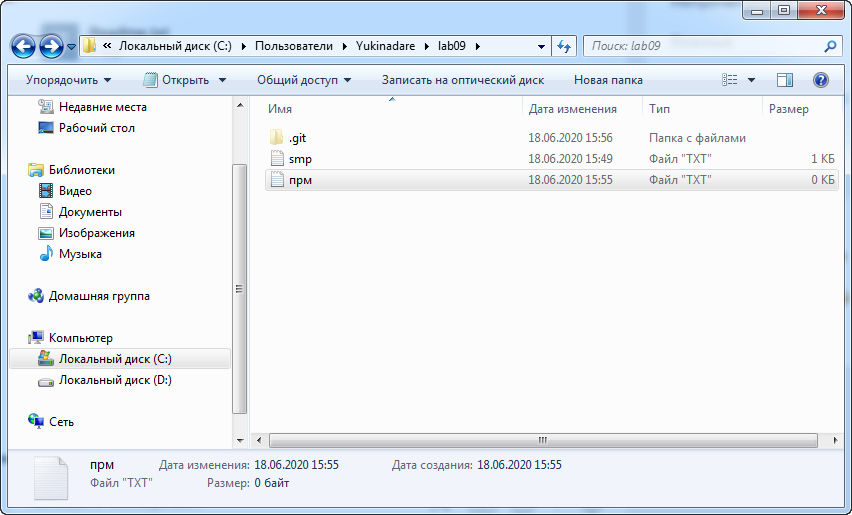 « Локальный диск (C:) ▸ Пользователи ▸ Yukinadare ▸ lab09 ▸ Поиск: lab09
Упорядочить Открыть Общий доступ Записать на оптический диск Новая папка
Недавние места
Рабочий стол
Библиотеки
Видео
Документы
Изображения
Музыка
Домашняя группа
Компьютер
Локальный диск (C:)
Локальный диск (D:)
Сеть
Имя Дата изменения Тип Размер
.git 18.06.2020 15:56 Папка с файлами
smp 18.06.2020 15:49 Файл "TXT" 1 КБ
прм 18.06.2020 15:55 Файл "TXT" 0 КБ
прм Дата изменения: 18.06.2020 15:55 Дата создания: 18.06.2020 15:55
Файл "TXT" Размер: 0 байт